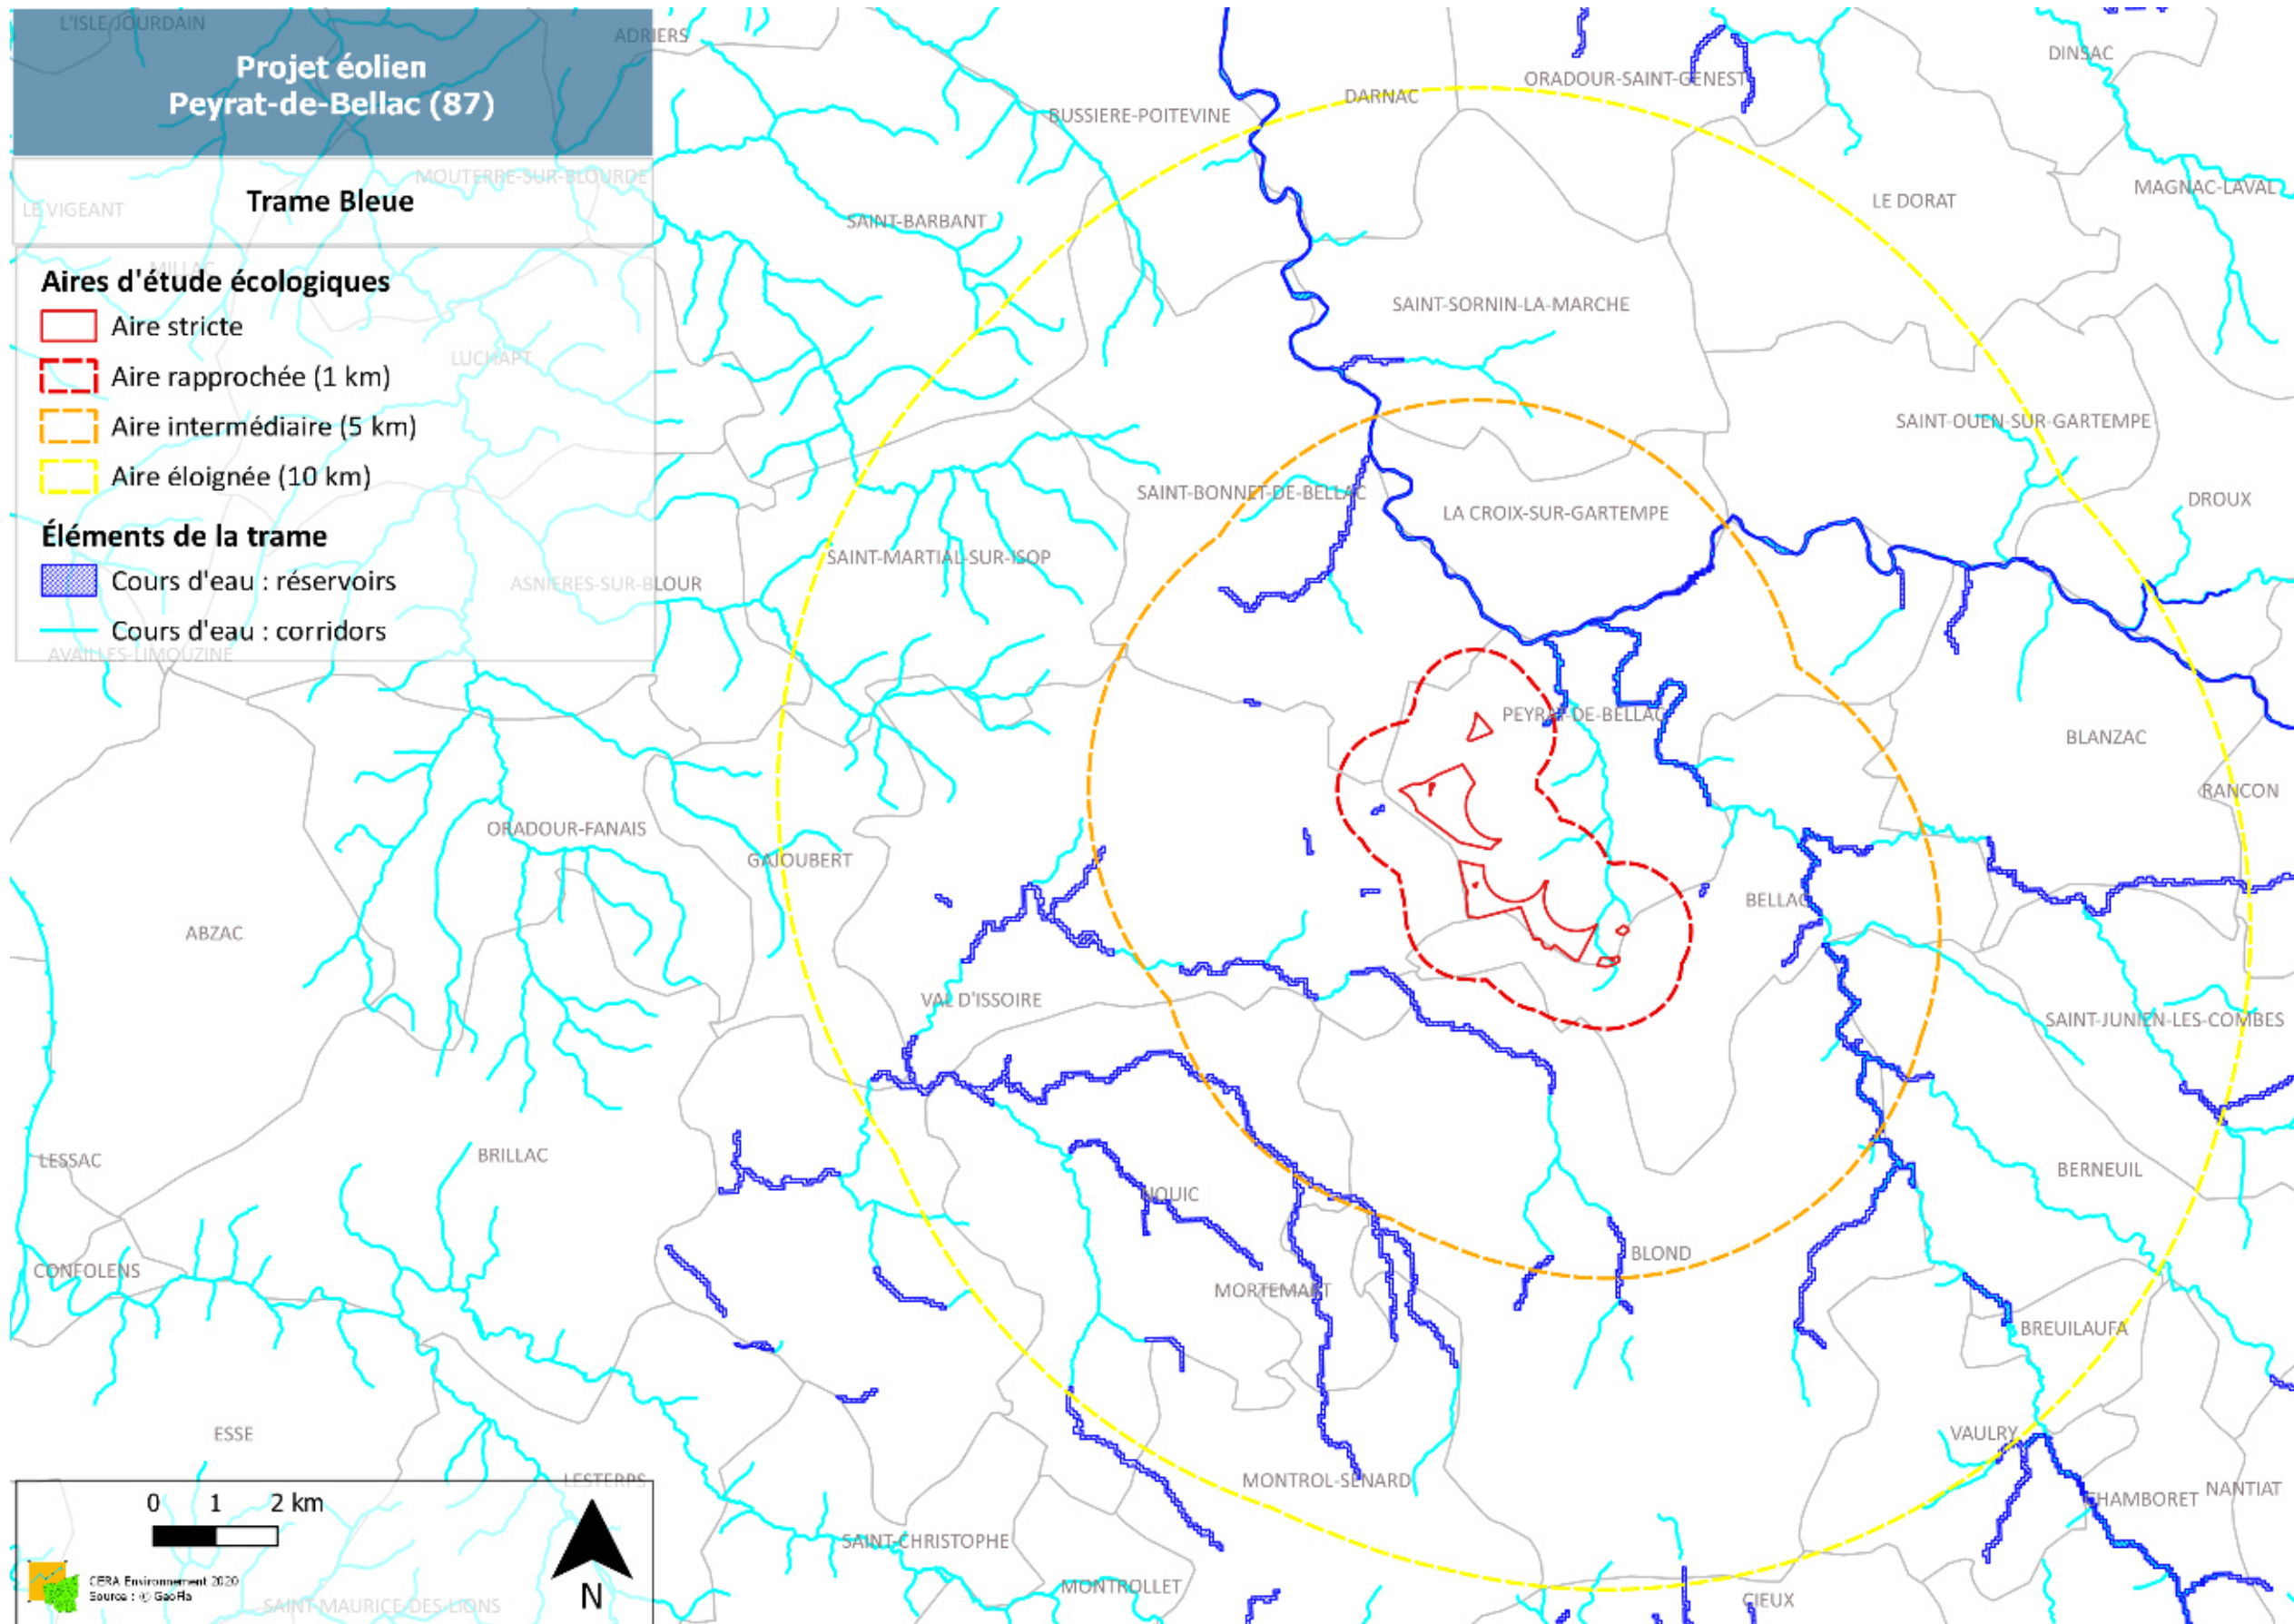 Projet éolien
Peyrat-de-Bellac (87)
Trame Bleue
Aires d'étude écologiques
Aire stricte
Aire rapprochée (1 km)
Aire intermédiaire (5 km)
Aire éloignée (10 km)
Éléments de la trame
Cours d'eau : réservoirs
Cours d'eau : corridors
L'ISLE-JOURDAIN
ADRIERS
DINSAC
ORADOUR-SAINT-GENEST
DARNAC
BUSSIERE-POITEVINE
MOUTERRE-SUR-BLOURDE
MAGNAC-LAVAL
LE VIGEANT
LE DORAT
SAINT-BARBANT
MILLAC
SAINT-SORNIN-LA-MARCHE
LUCHAPT
SAINT-OUEN-SUR-GARTEMPE
SAINT-BONNET-DE-BELLAC
DROUX
LA CROIX-SUR-GARTEMPE
SAINT-MARTIAL-SUR-ISOP
ASNIERES-SUR-BLOUR
AVAILLES-LIMOUZINE
PEYRAT-DE-BELLAC
BLANZAC
RANCON
ORADOUR-FANAIS
GAJOUBERT
BELLAC
ABZAC
VAL D'ISSOIRE
SAINT-JUNIEN-LES-COMBES
BRILLAC
LESSAC
BERNEUIL
NOUIC
BLOND
CONFOLENS
MORTEMART
BREUILAUFA
ESSE
VAULRY
LESTERPS
MONTROL-SENARD
NANTIAT
CHAMBORET
SAINT-CHRISTOPHE
MONTROLLET
CIEUX
SAINT-MAURICE-DES-LIONS
0 1 2 km
N
CERA Environnement 2020
Source : © GeoFla